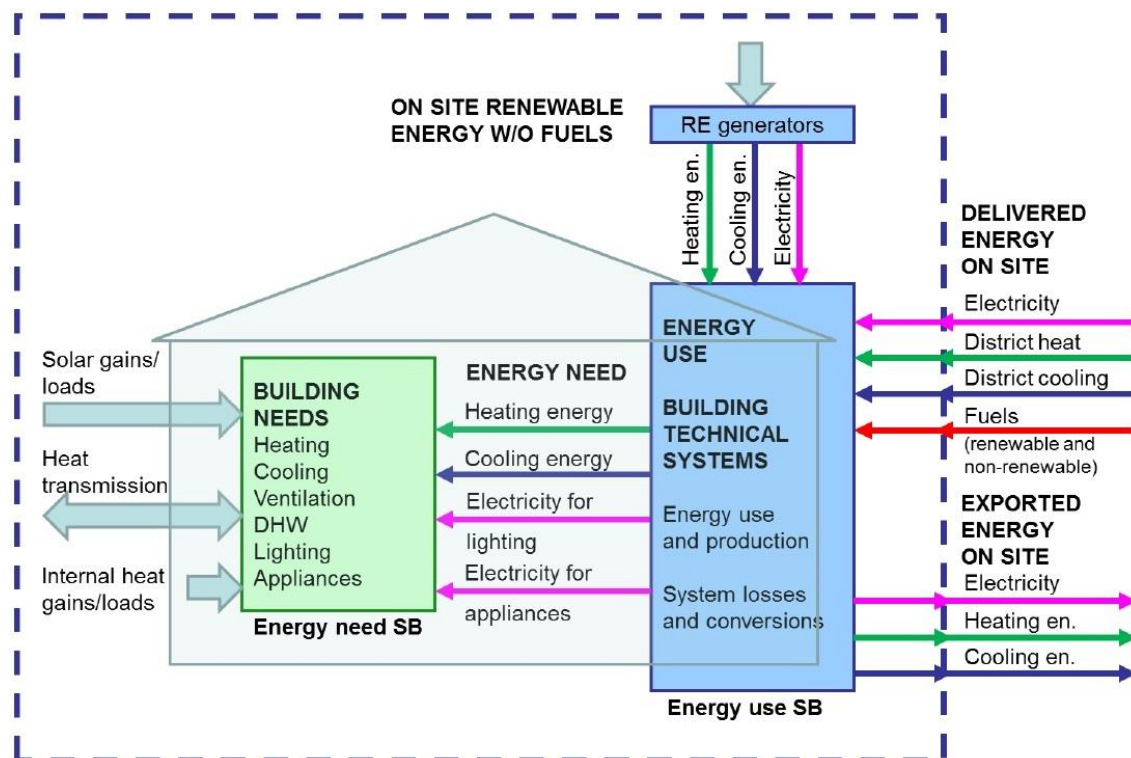 ON SITE RENEWABLE
ENERGY W/O FUELS
RE generators
Heating en.
Cooling en.
Electricity
DELIVERED
ENERGY
ON SITE
Electricity
District heat
District cooling
Fuels
(renewable and
non-renewable)
EXPORTED
ENERGY
ON SITE
Electricity
Heating en.
Cooling en.
ENERGY
USE
BUILDING
TECHNICAL
SYSTEMS
Energy use
and production
System losses
and conversions
Energy use SB
ENERGY NEED
Heating energy
Cooling energy
Electricity for
lighting
Electricity for
appliances
BUILDING
NEEDS
Heating
Cooling
Ventilation
DHW
Lighting
Appliances
Energy need SB
Solar gains/
loads
Heat
transmission
Internal heat
gains/loads